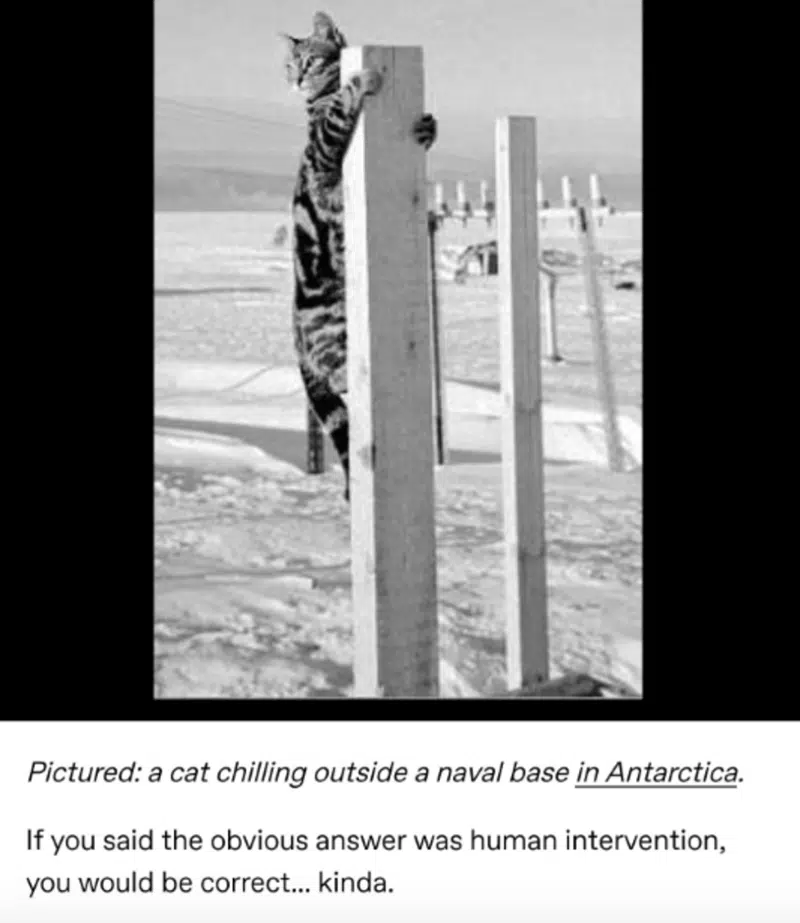 Pictured: a cat chilling outside a naval base in Antarctica.
If you said the obvious answer was human intervention,
you would be correct... kinda.